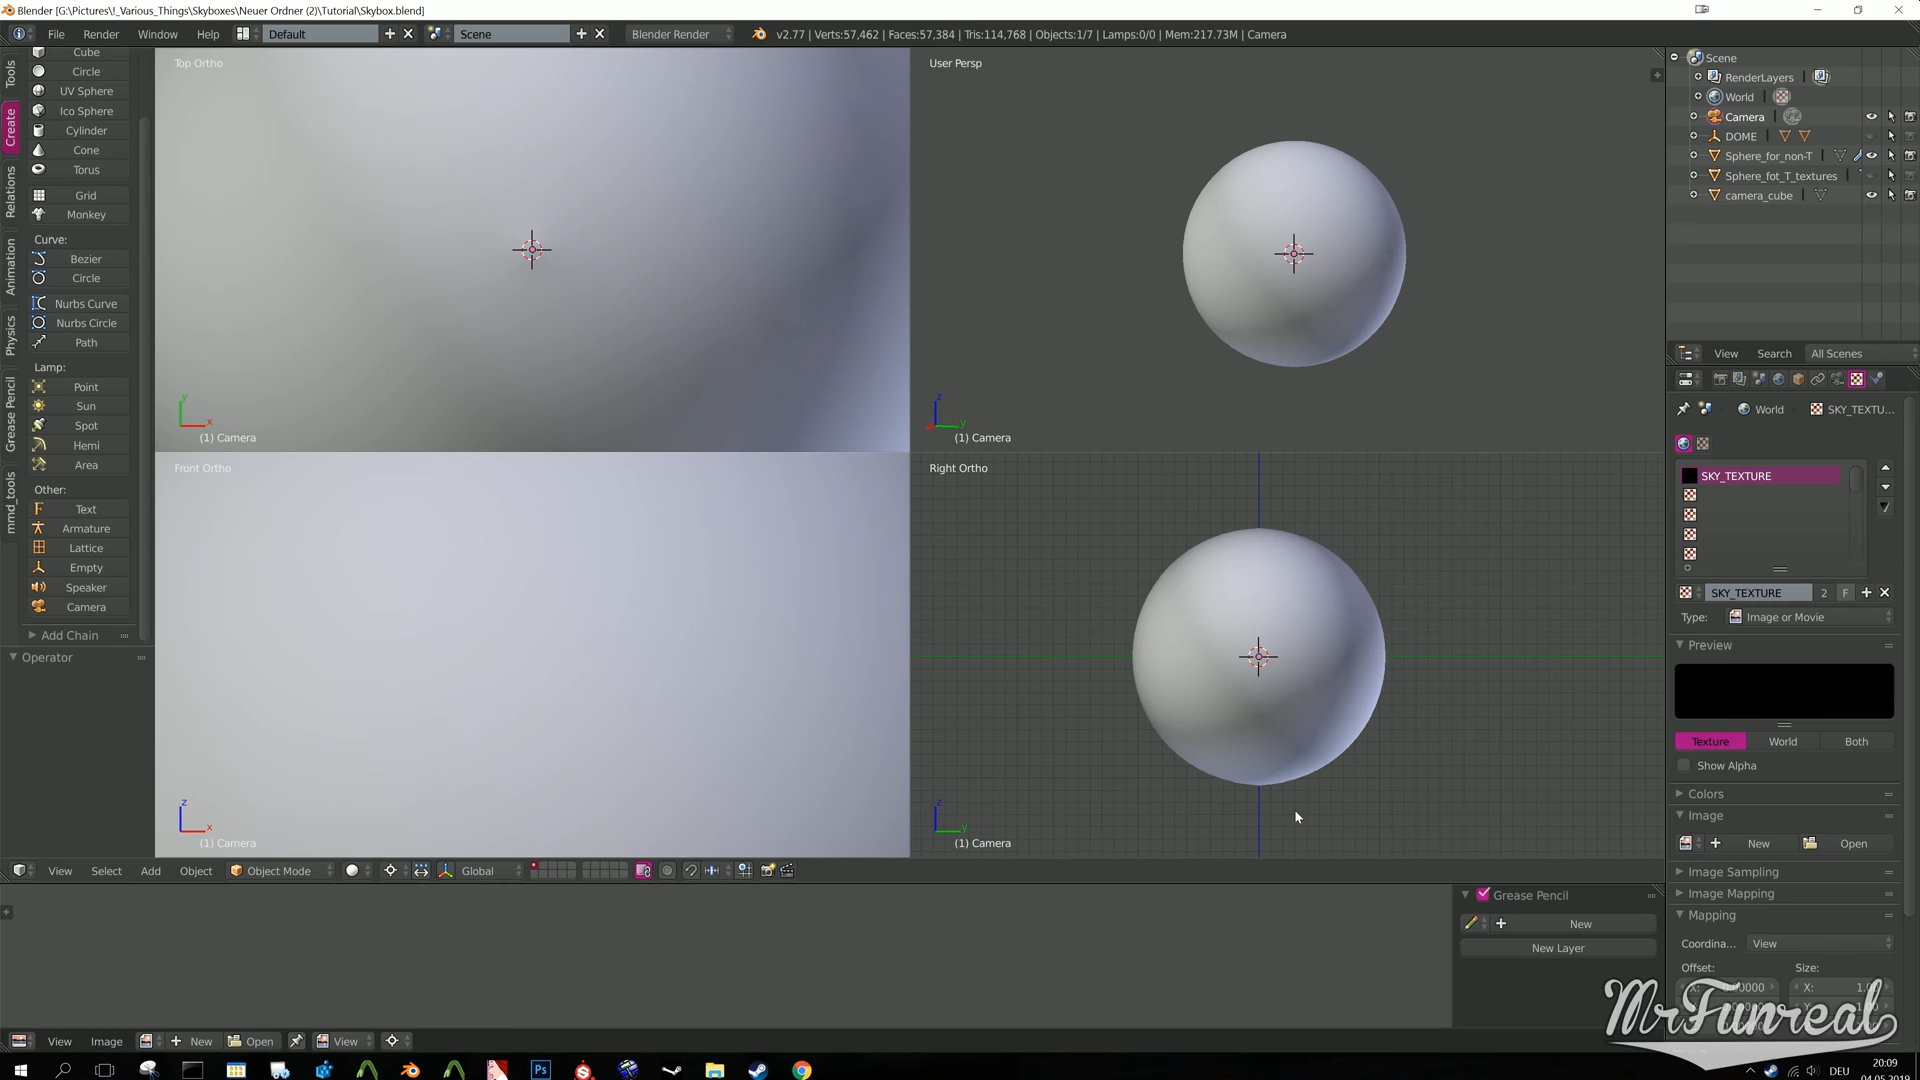 Blender [G:\Pictures\!_Various_Things\Skyboxes\Neuer Ordner (2)\Tutorial\Skybox.blend]
File Render Window Help Default Scene Blender Render v2.77 | Verts:57,462 | Faces:57,384 | Tris:114,768 | Objects:1/7 | Lamps:0/0 | Mem:217.73M | Camera
Tools
Create
Relations
Animation
Physics
Grease Pencil
mmd_tools
Cube
Circle
UV Sphere
Ico Sphere
Cylinder
Cone
Torus
Grid
Monkey
Curve:
Bezier
Circle
Nurbs Curve
Nurbs Circle
Path
Lamp:
Point
Sun
Spot
Hemi
Area
Other:
Text
Armature
Lattice
Empty
Speaker
Camera
Add Chain
Operator
Top Ortho
y
x
(1) Camera
User Persp
z
y
(1) Camera
Front Ortho
z
x
(1) Camera
Right Ortho
z
y
(1) Camera
View Select Add Object Object Mode Global
Scene
RenderLayers
World
Camera
DOME
Sphere_for_non-T
Sphere_fot_T_textures
camera_cube
View Search All Scenes
World SKY_TEXTU...
SKY_TEXTURE
SKY_TEXTURE 2 F
Type: Image or Movie
Preview
Texture World Both
Show Alpha
Colors
Image
New Open
Image Sampling
Image Mapping
Mapping
Coordina... View
Offset: Size:
X: 0.00000 X: 1.00
Grease Pencil
New
New Layer
MrFunreal
View Image New Open View
Ps
DEU
20:09
04.05.2019